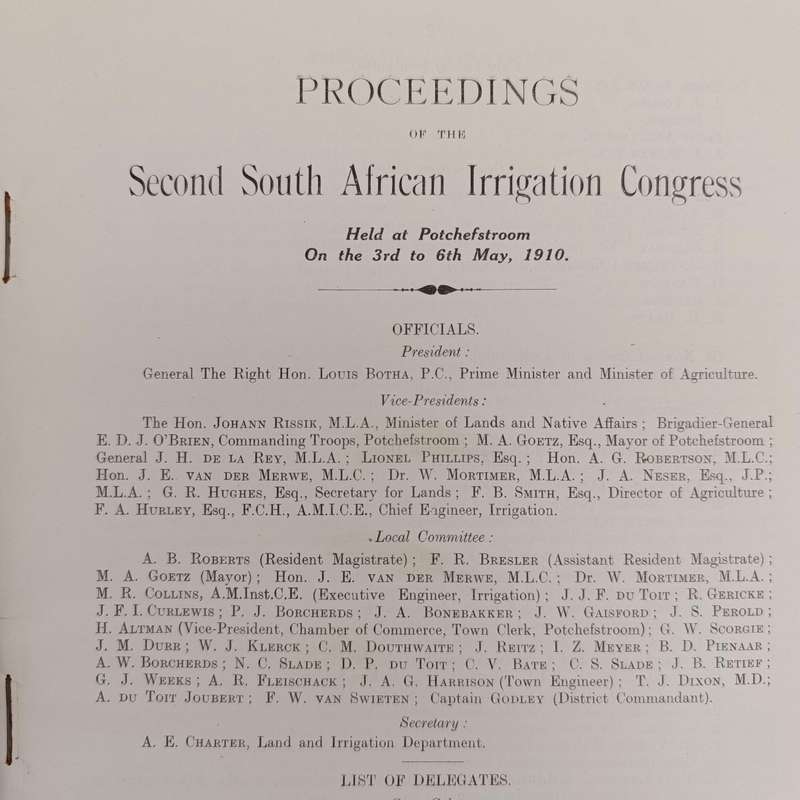 PROCEEDINGS
OF THE
Second South African Irrigation Congress
Held at Potchefstroom
On the 3rd to 6th May, 1910.
OFFICIALS.
President :
General The Right Hon. LOUIS BOTHA, P.C., Prime Minister and Minister of Agriculture.
Vice-Presidents :
The Hon. JOHANN RISSIK, M.L.A., Minister of Lands and Native Affairs ; Brigadier-General
E. D. J. O'BRIEN, Commanding Troops, Potchefstroom ; M. A. GOETZ, Esq., Mayor of Potchefstroom ;
General J. H. DE LA REY, M.L.A. ; LIONEL PHILLIPS, Esq. ; Hon. A. G. ROBERTSON, M.L.C.;
Hon. J. E. VAN DER MERWE, M.L.C. ; Dr. W. MORTIMER, M.L.A. ; J. A. NESER, Esq., J.P.;
M.L.A. ; G. R. HUGHES, Esq., Secretary for Lands ; F. B. SMITH, Esq., Director of Agriculture ;
F. A. HURLEY, Esq., F.C.H., A.M.I.C.E., Chief Engineer, Irrigation.
Local Committee :
A. B. ROBERTS (Resident Magistrate) ; F. R. BRESLER (Assistant Resident Magistrate) ;
M. A. GOETZ (Mayor) ; Hon. J. E. VAN DER MERWE, M.L.C. ; Dr. W. MORTIMER, M.L.A. ;
M. R. COLLINS, A.M.Inst.C.E. (Executive Engineer, Irrigation) ; J. J. F. DU TOIT ; R. GERICKE ;
J. F. I. CURLEWIS ; P. J. BORCHERDS ; J. A. BONEBAKKER ; J. W. GAISFORD ; J. S. PEROLD ;
H. ALTMAN (Vice-President, Chamber of Commerce, Town Clerk, Potchefstroom) ; G. W. SCORGIE ;
J. M. DURR ; W. J. KLERCK ; C. M. DOUTHWAITE ; J. REITZ ; I. Z. MEYER ; B. D. PIENAAR ;
A. W. BORCHERDS ; N. C. SLADE ; D. P. DU TOIT ; C. V. BATE ; C. S. SLADE ; J. B. RETIEF ;
G. J. WEEKS ; A. R. FLEISCHACK ; J. A. G. HARRISON (Town Engineer) ; T. J. DIXON, M.D.;
A. DU TOIT JOUBERT ; F. W. VAN SWIETEN ; Captain GODLEY (District Commandant).
Secretary :
A. E. CHARTER, Land and Irrigation Department.
LIST OF DELEGATES.